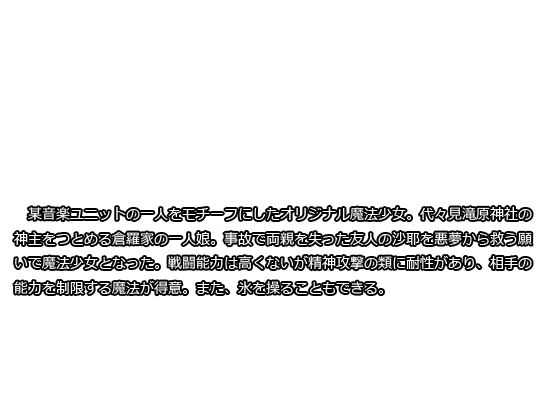 某音楽ユニットの一人をモチーフにしたオリジナル魔法少女。代々見滝原神社の
神主をつとめる倉羅家の一人娘。事故で両親を失った友人の沙耶を悪夢から救う願
いで魔法少女となった。戦闘能力は高くないが精神攻撃の類に耐性があり、相手の
能力を制限する魔法が得意。また、氷を操ることもできる。